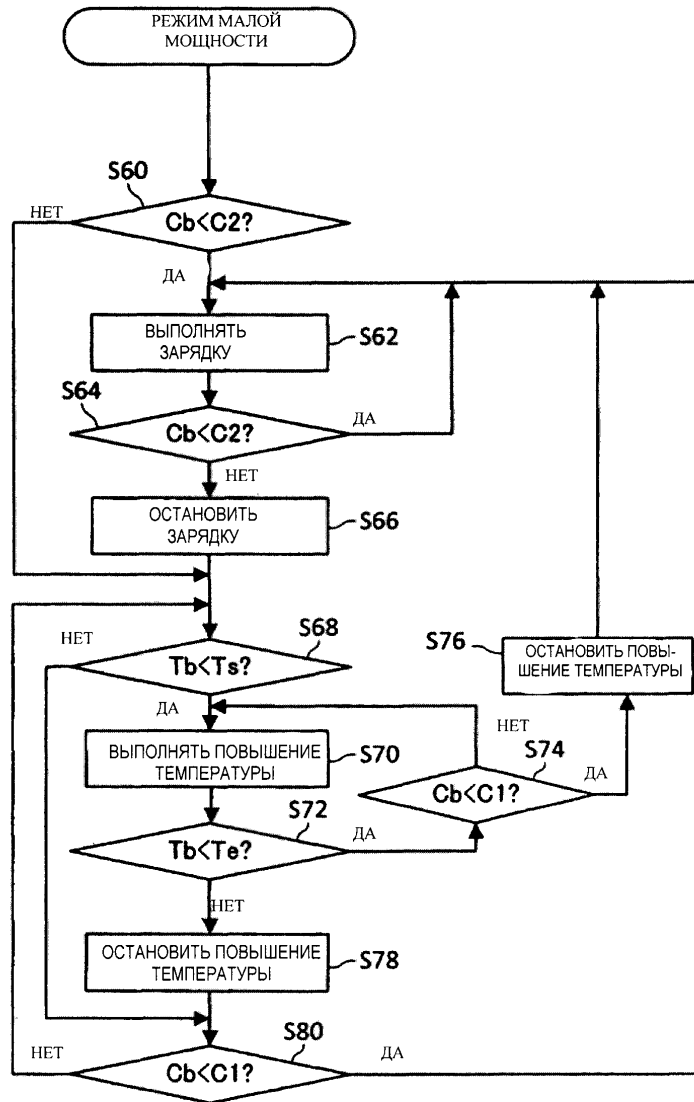 РЕЖИМ МАЛОЙ
МОЩНОСТИ
S60
НЕТ
Cb<C2?
ДА
ВЫПОЛНЯТЬ
ЗАРЯДКУ
S62
S64
Cb<C2?
ДА
НЕТ
ОСТАНОВИТЬ
ЗАРЯДКУ
S66
НЕТ
S68
Tb<Ts?
S76
ОСТАНОВИТЬ ПОВЫ-
ШЕНИЕ ТЕМПЕРАТУРЫ
ДА
НЕТ
ВЫПОЛНЯТЬ ПОВЫШЕНИЕ
ТЕМПЕРАТУРЫ
S70
S74
Cb<C1?
ДА
S72
Tb<Te?
ДА
НЕТ
ОСТАНОВИТЬ ПОВЫШЕНИЕ
ТЕМПЕРАТУРЫ
S78
S80
НЕТ
Cb<C1?
ДА